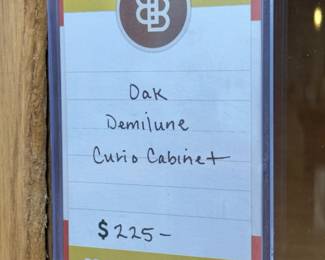 Oak
Demilune
Curio Cabinet
$225-